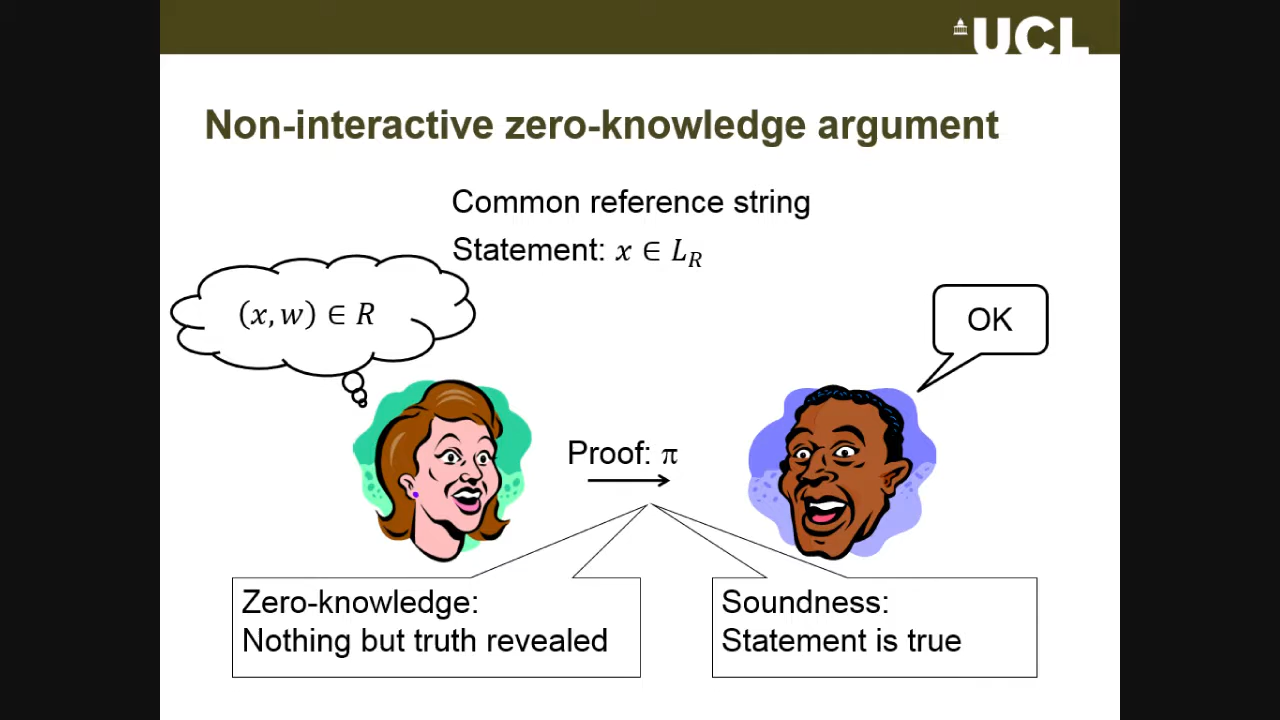 UCL
Non-interactive zero-knowledge argument
Common reference string
Statement: 𝑥 ∈ 𝐿_𝑅
(𝑥, 𝑤) ∈ 𝑅
OK
Proof: π
Zero-knowledge:
Nothing but truth revealed
Soundness:
Statement is true